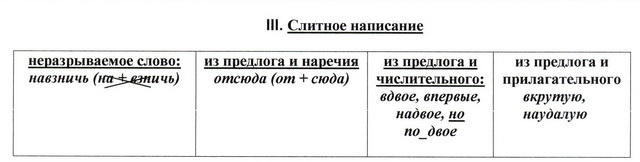 III. Слитное написание
неразрываемое слово:
навзничь (на + взничь)
из предлога и наречия
отсюда (от + сюда)
из предлога и
числительного:
вдвое, впервые,
надвое, но
по_двое
из предлога и
прилагательного
вкрутую,
наудалую